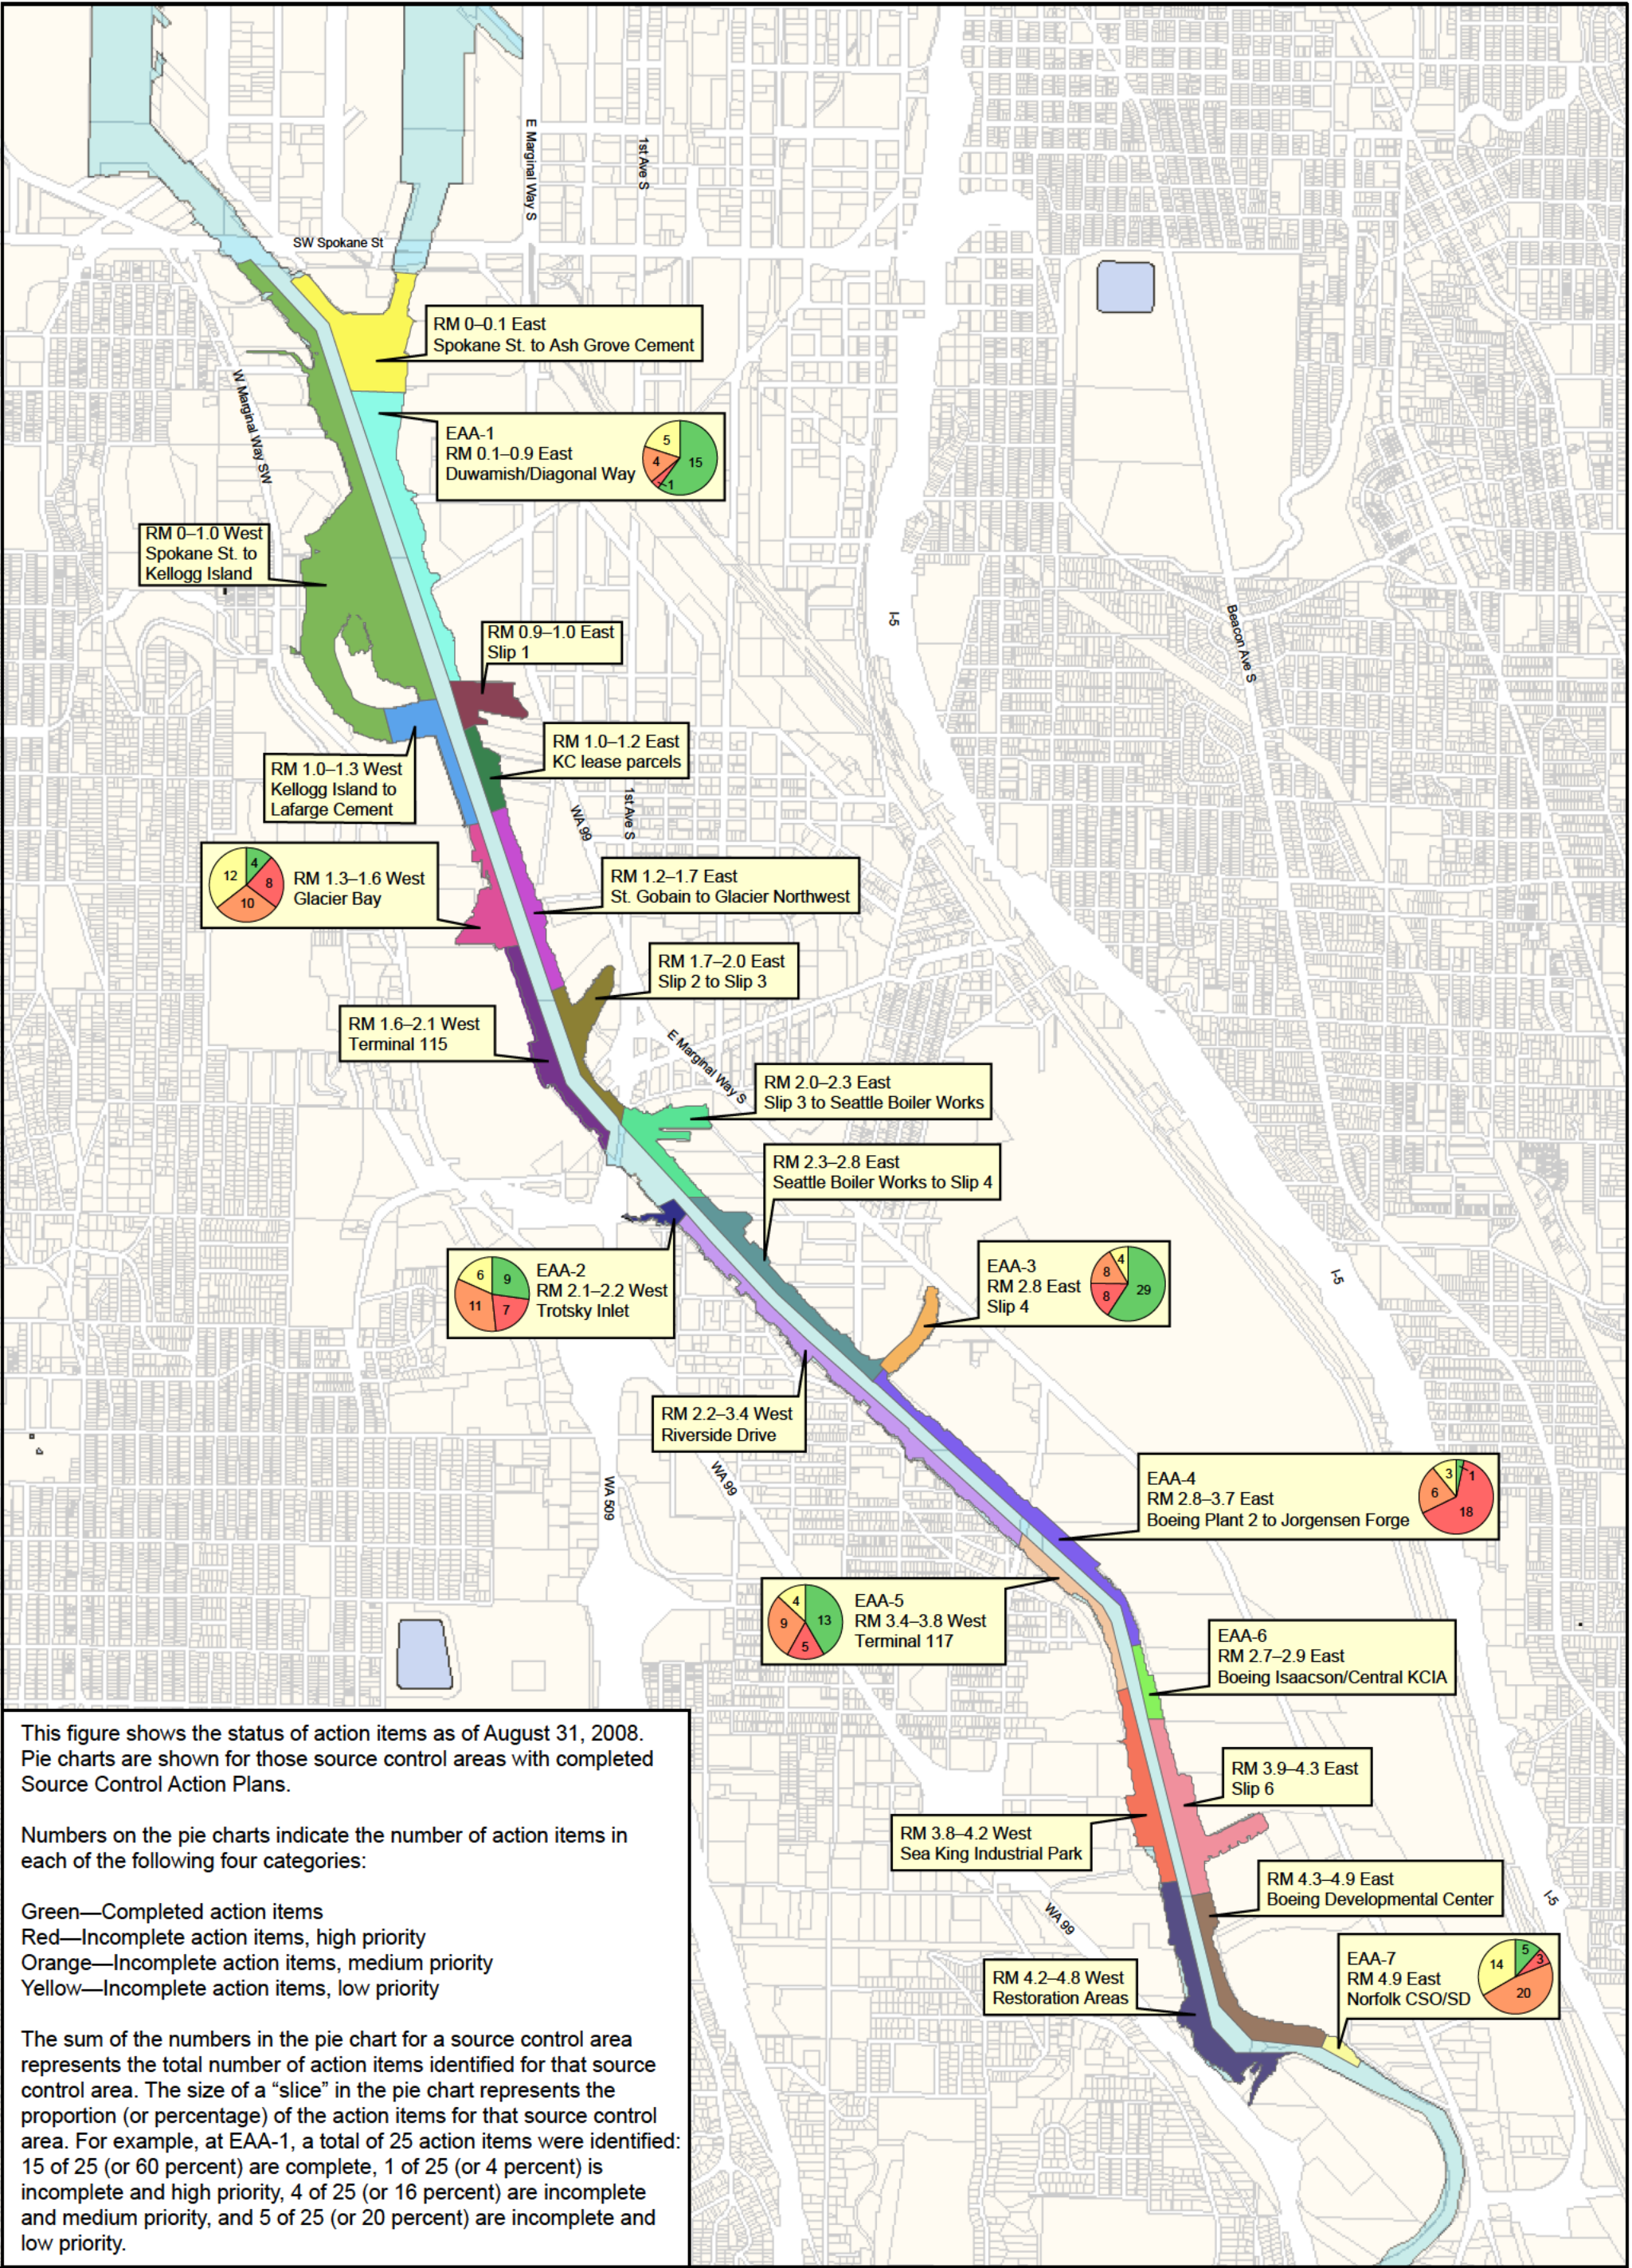 SW Spokane St
E Marginal Way S
1st Ave S
RM 0–0.1 East
Spokane St. to Ash Grove Cement
W Marginal Way SW
EAA-1
RM 0.1–0.9 East
Duwamish/Diagonal Way
5
15
4
1
RM 0–1.0 West
Spokane St. to
Kellogg Island
I-5
Beacon Ave S
RM 0.9–1.0 East
Slip 1
RM 1.0–1.2 East
KC lease parcels
RM 1.0–1.3 West
Kellogg Island to
Lafarge Cement
WA 99
1st Ave S
4
12
8
10
RM 1.3–1.6 West
Glacier Bay
RM 1.2–1.7 East
St. Gobain to Glacier Northwest
RM 1.7–2.0 East
Slip 2 to Slip 3
RM 1.6–2.1 West
Terminal 115
E Marginal Way S
RM 2.0–2.3 East
Slip 3 to Seattle Boiler Works
RM 2.3–2.8 East
Seattle Boiler Works to Slip 4
6
9
11
7
EAA-2
RM 2.1–2.2 West
Trotsky Inlet
EAA-3
RM 2.8 East
Slip 4
4
8
29
8
I-5
RM 2.2–3.4 West
Riverside Drive
WA 509
WA 99
EAA-4
RM 2.8–3.7 East
Boeing Plant 2 to Jorgensen Forge
3
1
6
18
4
13
9
5
EAA-5
RM 3.4–3.8 West
Terminal 117
EAA-6
RM 2.7–2.9 East
Boeing Isaacson/Central KCIA
RM 3.9–4.3 East
Slip 6
RM 3.8–4.2 West
Sea King Industrial Park
RM 4.3–4.9 East
Boeing Developmental Center
I-5
WA 99
RM 4.2–4.8 West
Restoration Areas
EAA-7
RM 4.9 East
Norfolk CSO/SD
5
14
3
20
This figure shows the status of action items as of August 31, 2008.
Pie charts are shown for those source control areas with completed
Source Control Action Plans.
Numbers on the pie charts indicate the number of action items in
each of the following four categories:
Green—Completed action items
Red—Incomplete action items, high priority
Orange—Incomplete action items, medium priority
Yellow—Incomplete action items, low priority
The sum of the numbers in the pie chart for a source control area
represents the total number of action items identified for that source
control area. The size of a “slice” in the pie chart represents the
proportion (or percentage) of the action items for that source control
area. For example, at EAA-1, a total of 25 action items were identified:
15 of 25 (or 60 percent) are complete, 1 of 25 (or 4 percent) is
incomplete and high priority, 4 of 25 (or 16 percent) are incomplete
and medium priority, and 5 of 25 (or 20 percent) are incomplete and
low priority.